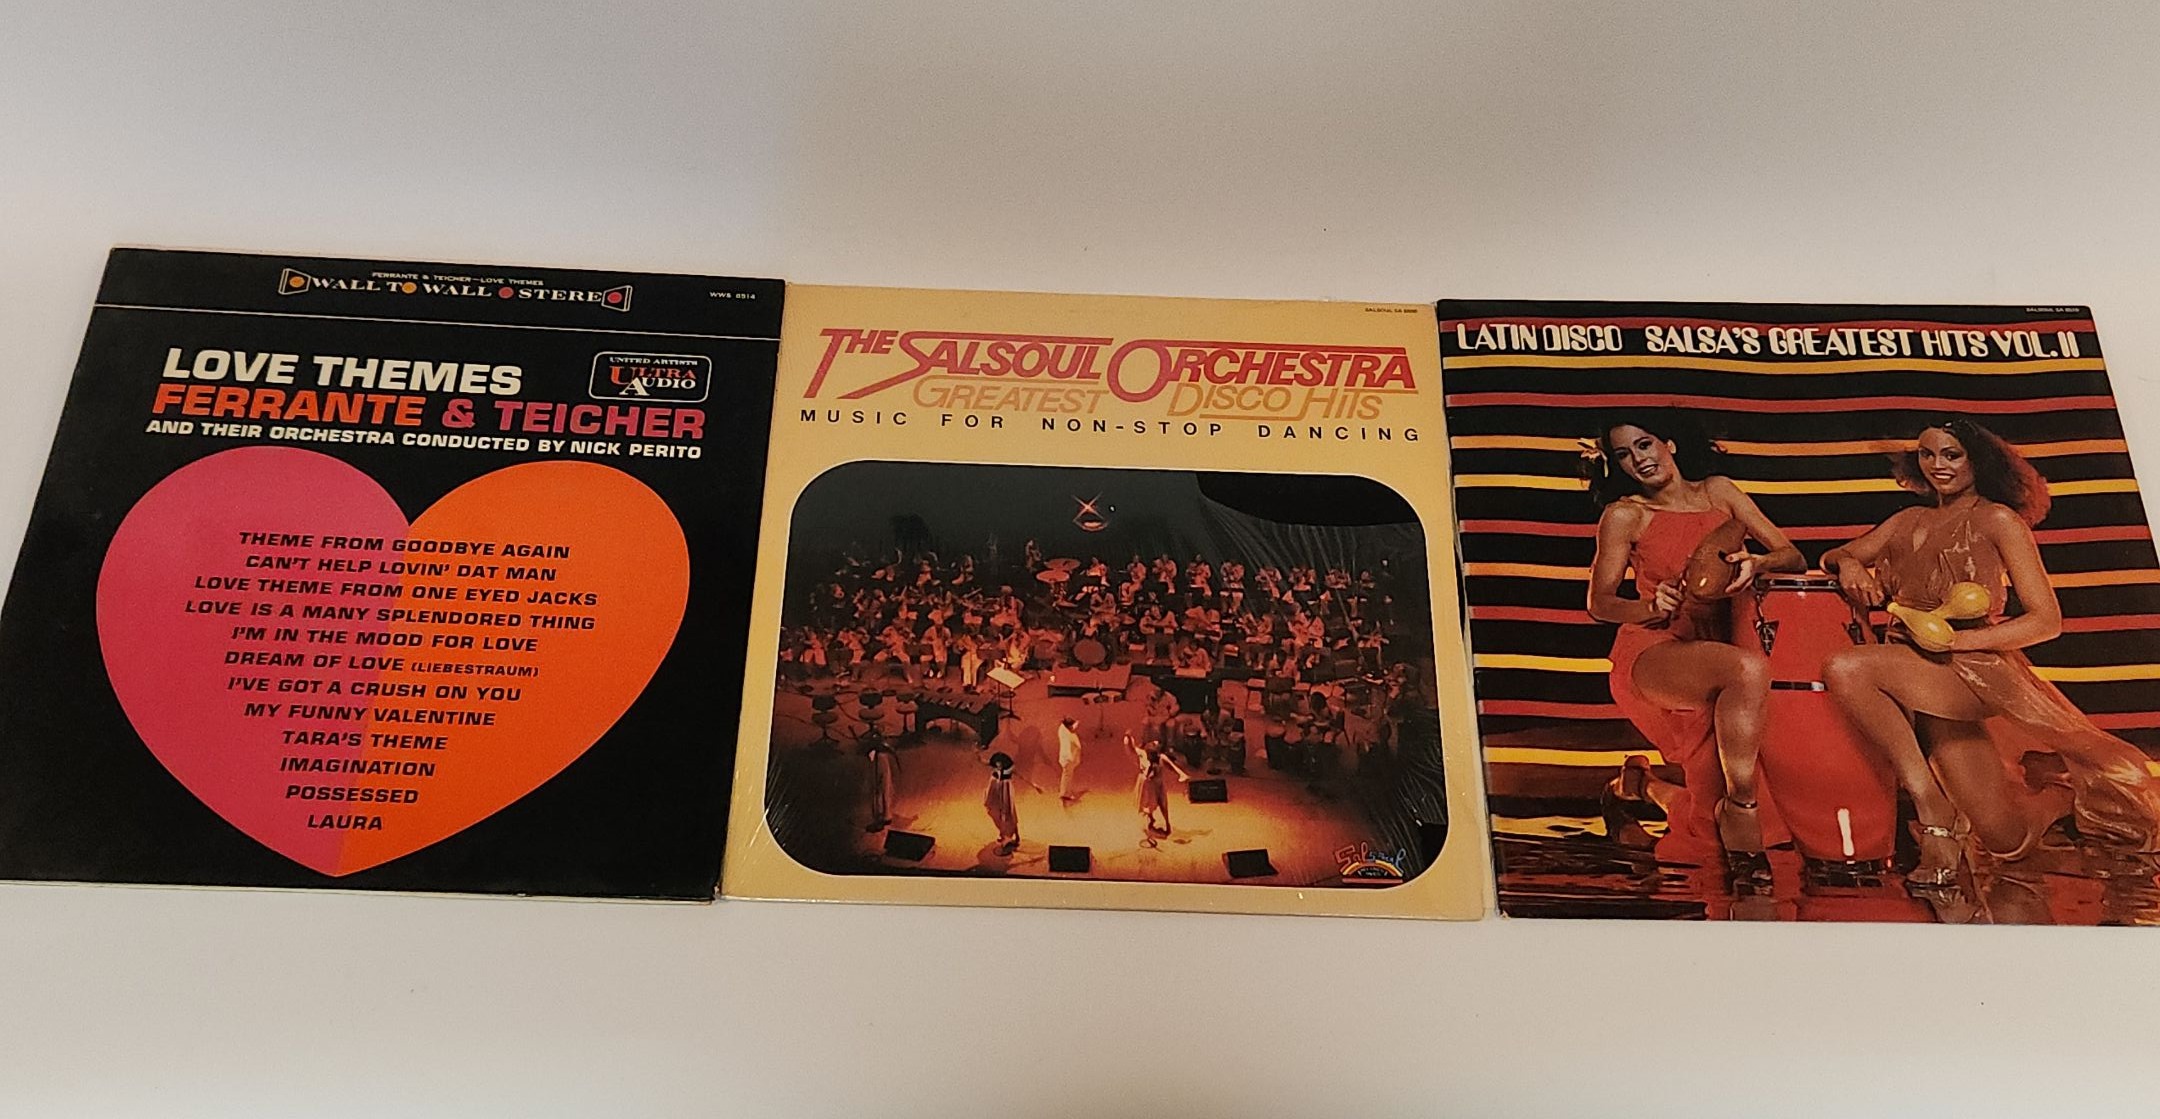 FERRANTE & TEICHER—LOVE THEMES
WALL TO WALL STEREO
WWS 8514
LOVE THEMES
UNITED ARTISTS
ULTRA
AUDIO
FERRANTE & TEICHER
AND THEIR ORCHESTRA CONDUCTED BY NICK PERITO
THEME FROM GOODBYE AGAIN
CAN'T HELP LOVIN' DAT MAN
LOVE THEME FROM ONE EYED JACKS
LOVE IS A MANY SPLENDORED THING
I'M IN THE MOOD FOR LOVE
DREAM OF LOVE (LIEBESTRAUM)
I'VE GOT A CRUSH ON YOU
MY FUNNY VALENTINE
TARA'S THEME
IMAGINATION
POSSESSED
LAURA
THE SALSOUL ORCHESTRA
GREATEST DISCO HITS
MUSIC FOR NON-STOP DANCING
Salsoul
LATIN DISCO SALSA'S GREATEST HITS VOL. II